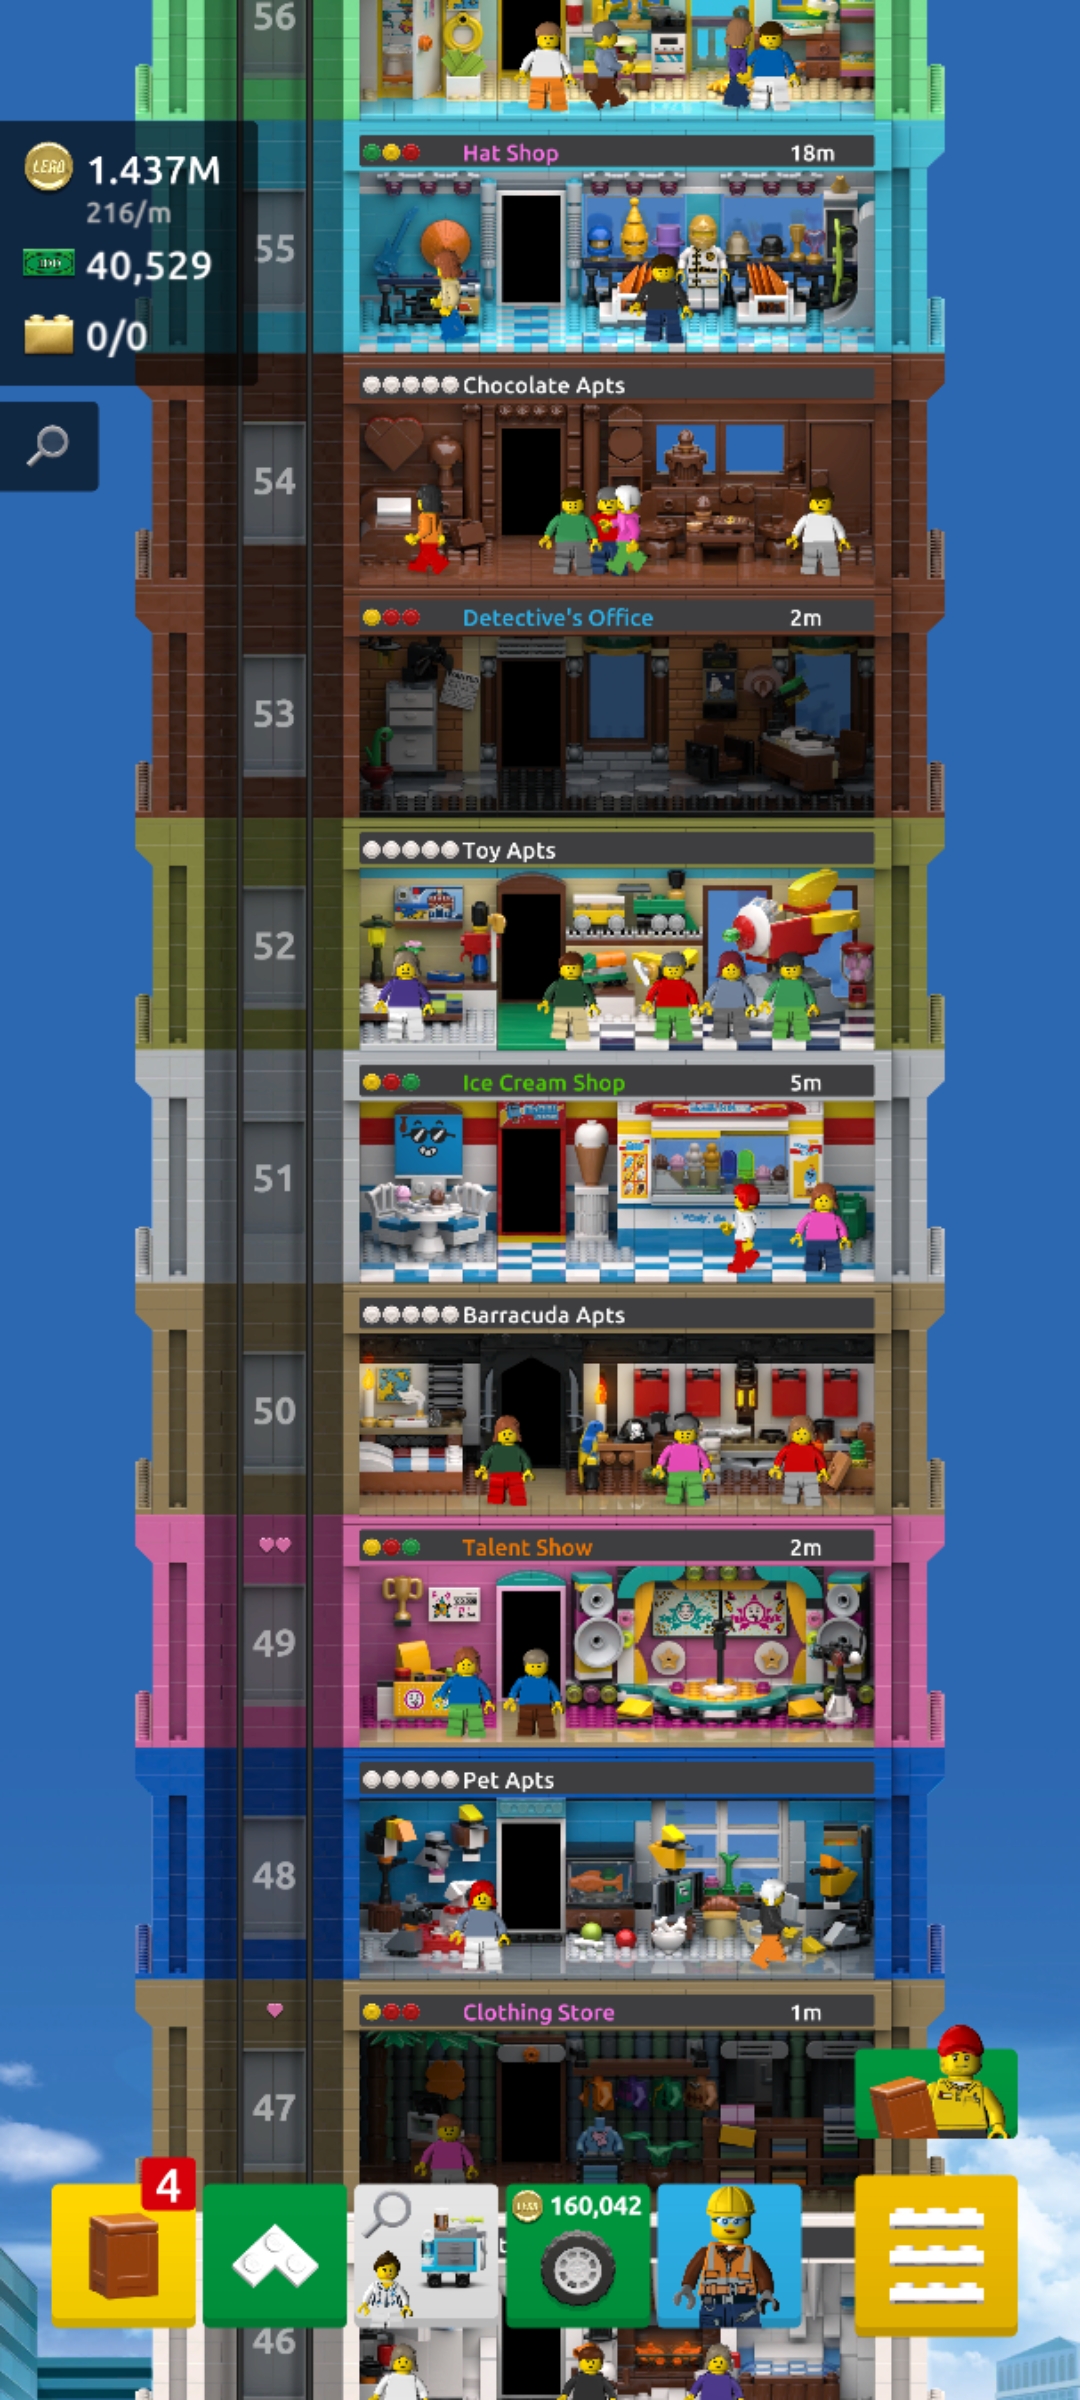 56
LEGO 1.437M
216/m
40,529
0/0
Hat Shop 18m
55
Chocolate Apts
54
Detective's Office 2m
53
Toy Apts
52
Ice Cream Shop 5m
51
Barracuda Apts
50
Talent Show 2m
49
Pet Apts
48
Clothing Store 1m
47
4
160,042
46